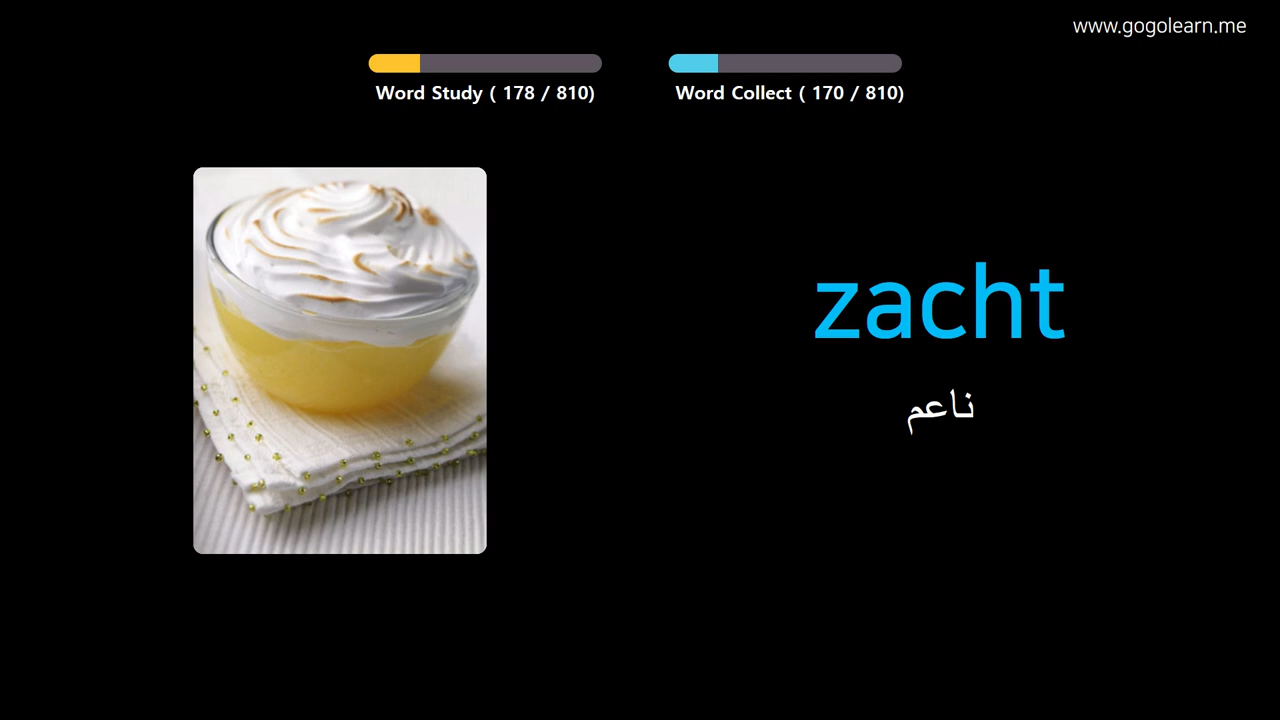 www.gogolearn.me
Word Study ( 178 / 810)
Word Collect ( 170 / 810)
zacht
ناعم